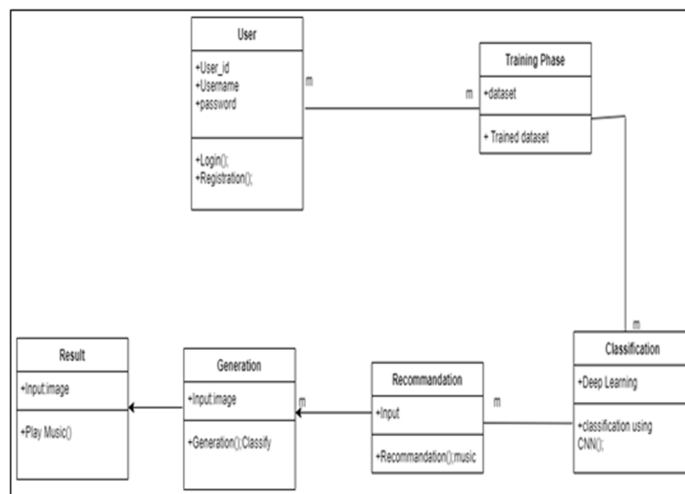 User
+User_id
+Username
+password
+Login();
+Registration();
m
m
Training Phase
+dataset
+ Trained dataset
m
Classification
+Deep Learning
+classification using
CNN();
m
Recommandation
+Input
+Recommandation();music
m
Generation
+Input:image
+Generation();Classify
Result
+Input:image
+Play Music()